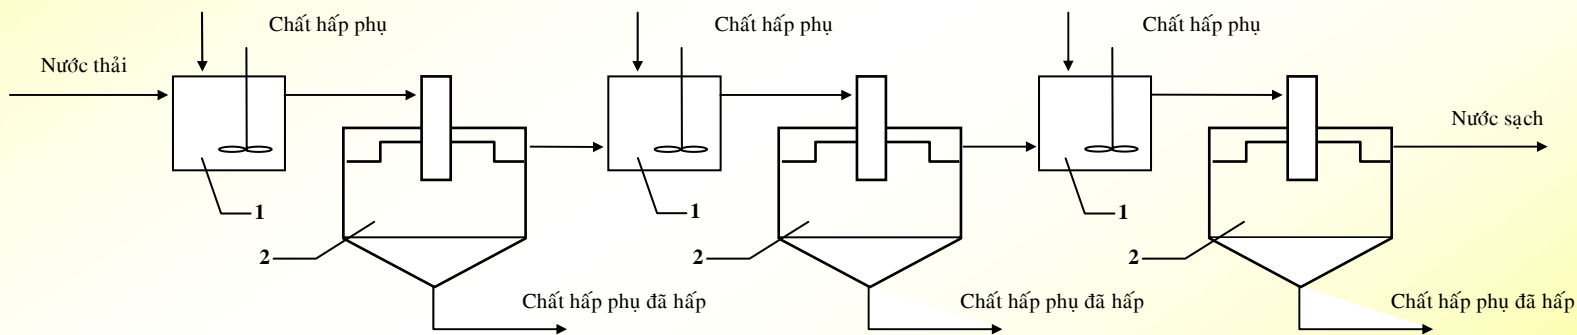 Chất hấp phụ
Chất hấp phụ
Chất hấp phụ
Nước thải
Nước sạch
1
1
1
2
2
2
Chất hấp phụ đã hấp
Chất hấp phụ đã hấp
Chất hấp phụ đã hấp